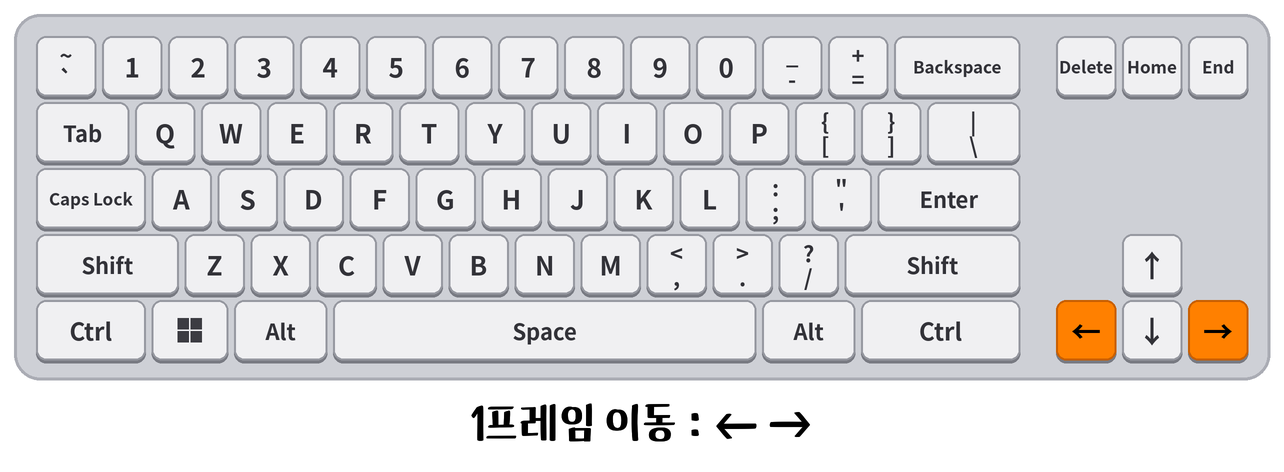 ~ ` 1 2 3 4 5 6 7 8 9 0 _ - + = Backspace Delete Home End
Tab Q W E R T Y U I O P { [ } ] | \
Caps Lock A S D F G H J K L : ; " ' Enter
Shift Z X C V B N M < , > . ? / Shift ↑
Ctrl Alt Space Alt Ctrl ← ↓ →
1프레임 이동 : ← →